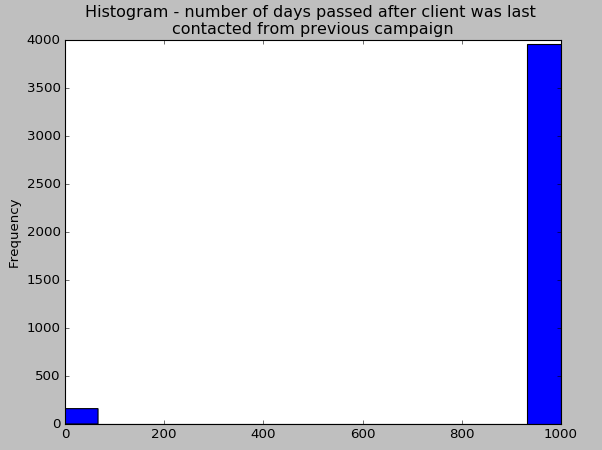 Histogram - number of days passed after client was last
contacted from previous campaign
4000
3500
3000
2500
2000
1500
1000
500
0
Frequency
0 200 400 600 800 1000